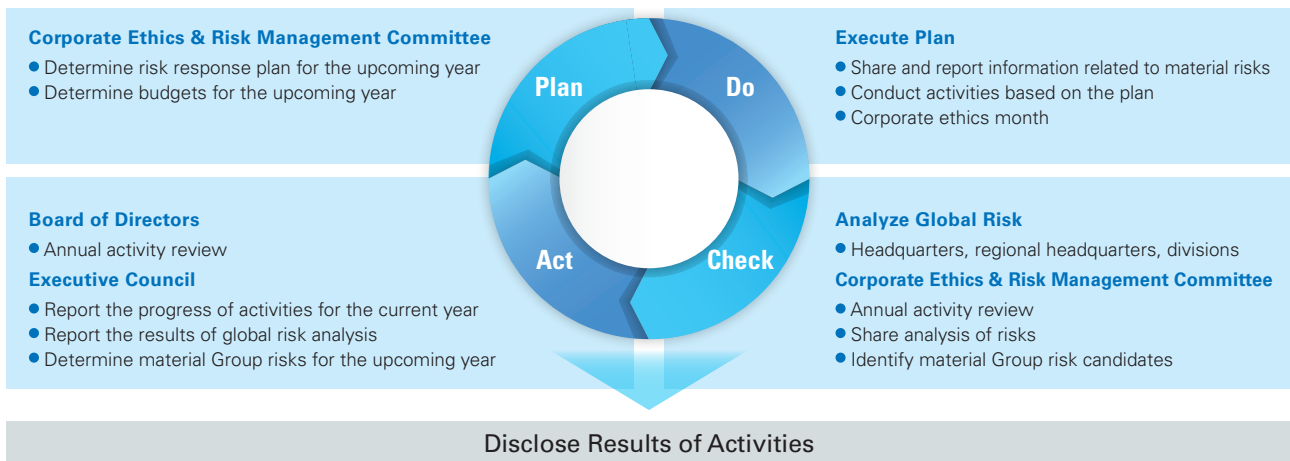 Corporate Ethics & Risk Management Committee
● Determine risk response plan for the upcoming year
● Determine budgets for the upcoming year
Plan
Do
Execute Plan
● Share and report information related to material risks
● Conduct activities based on the plan
● Corporate ethics month
Board of Directors
● Annual activity review
Executive Council
● Report the progress of activities for the current year
● Report the results of global risk analysis
● Determine material Group risks for the upcoming year
Act
Check
Analyze Global Risk
● Headquarters, regional headquarters, divisions
Corporate Ethics & Risk Management Committee
● Annual activity review
● Share analysis of risks
● Identify material Group risk candidates
Disclose Results of Activities